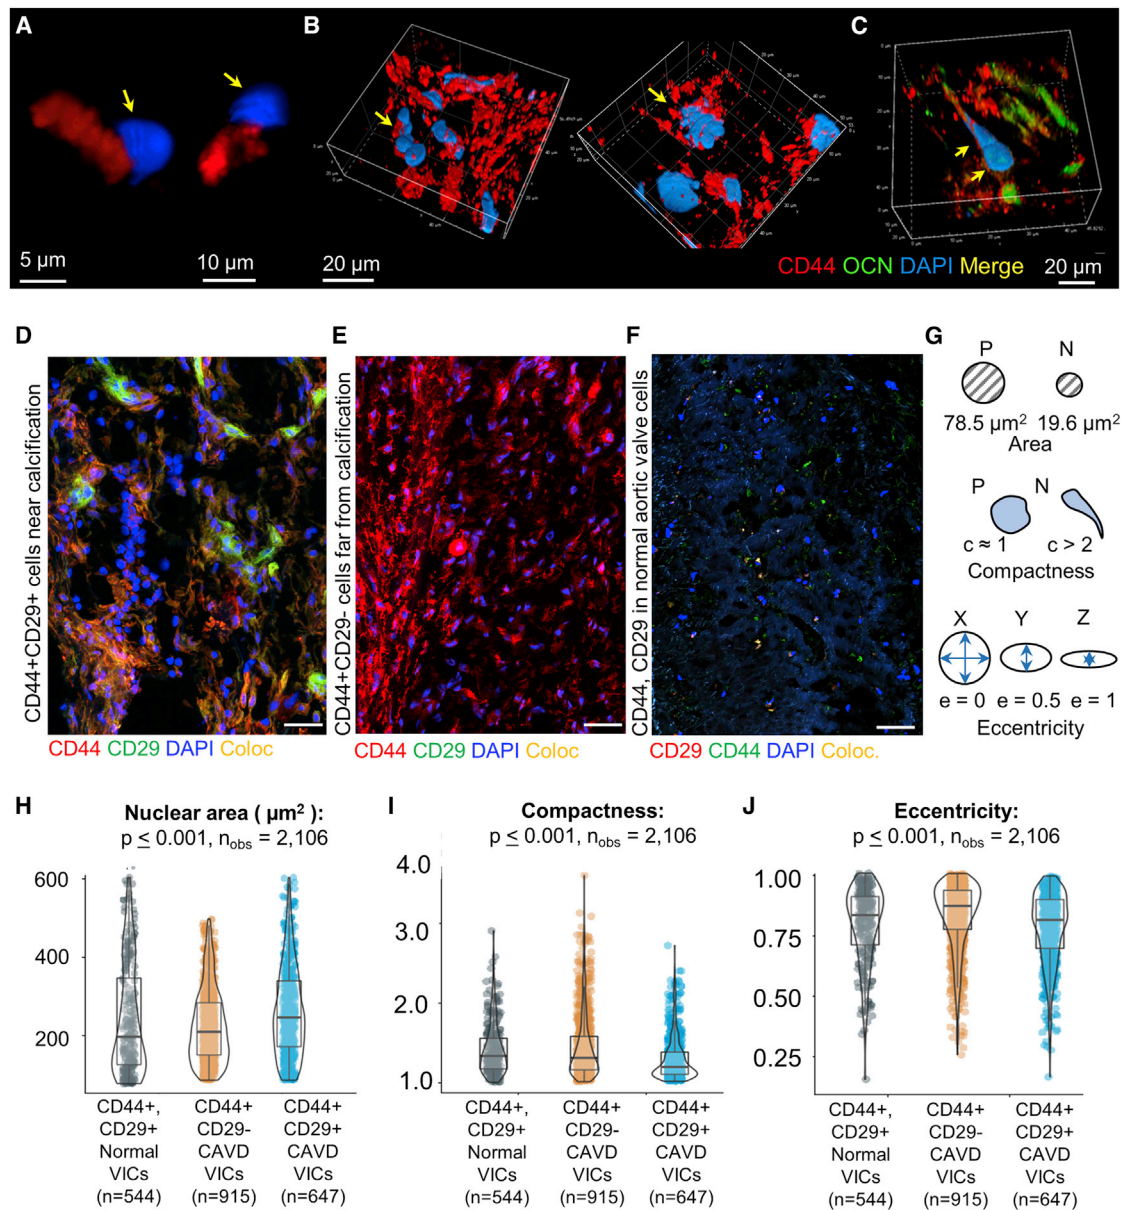 A
B
C
5 μm
10 μm
20 μm
CD44 OCN DAPI Merge
20 μm
D
E
F
G
CD44+CD29+ cells near calcification
CD44+CD29- cells far from calcification
CD44, CD29 in normal aortic valve cells
CD44 CD29 DAPI Coloc
CD44 CD29 DAPI Coloc
CD29 CD44 DAPI Coloc.
P N
78.5 μm² 19.6 μm²
Area
P N
c ≈ 1 c > 2
Compactness
X Y Z
e = 0 e = 0.5 e = 1
Eccentricity
H
Nuclear area ( μm² ):
p ≤ 0.001, nobs = 2,106
600
400
200
CD44+, CD44+ CD44+
CD29+ CD29- CD29+
Normal CAVD CAVD
VICs VICs VICs
(n=544) (n=915) (n=647)
I
Compactness:
p ≤ 0.001, nobs = 2,106
4.0
3.0
2.0
1.0
CD44+, CD44+ CD44+
CD29+ CD29- CD29+
Normal CAVD CAVD
VICs VICs VICs
(n=544) (n=915) (n=647)
J
Eccentricity:
p ≤ 0.001, nobs = 2,106
1.00
0.75
0.50
0.25
CD44+, CD44+ CD44+
CD29+ CD29- CD29+
Normal CAVD CAVD
VICs VICs VICs
(n=544) (n=915) (n=647)